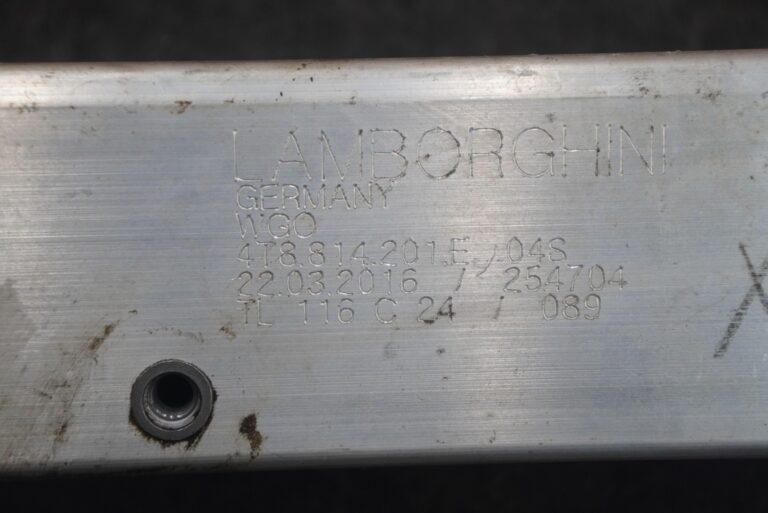 LAMBORGHINI
GERMANY
WGO
4T8.814.201.E /04S
22.03.2016 / 254704
TL 116 C 24 / 089
X